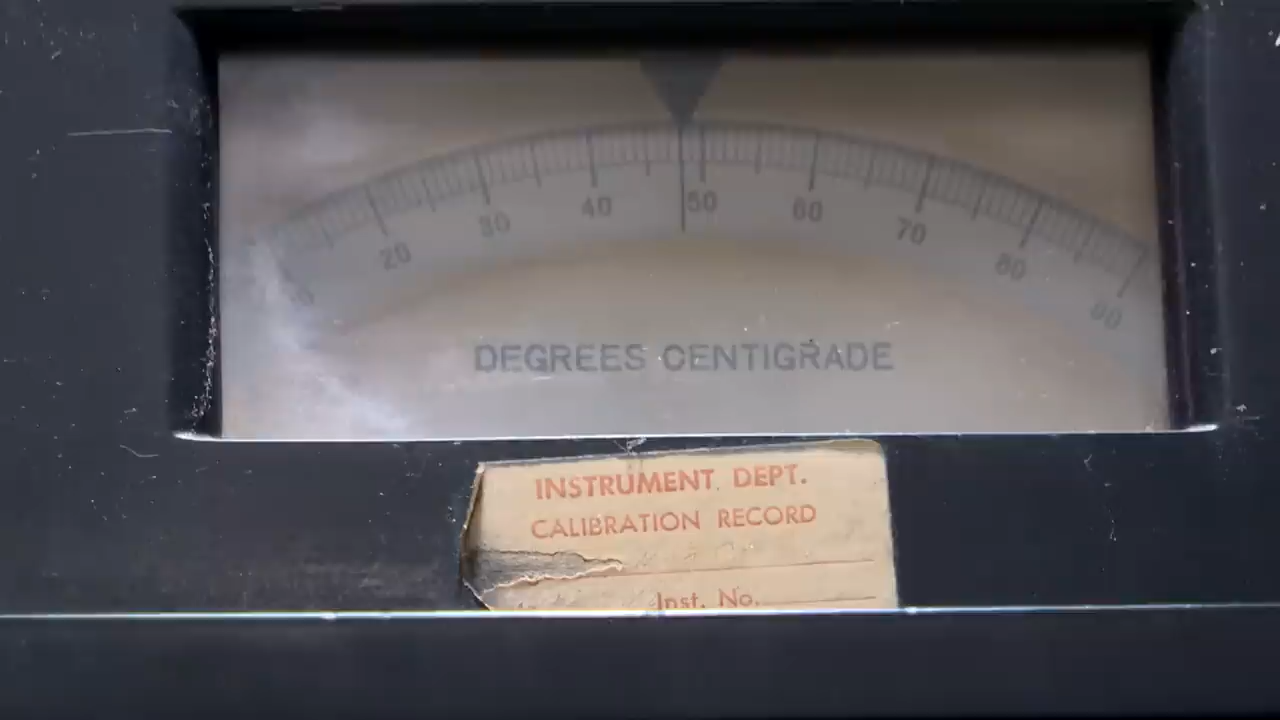 20 30 40 50 60 70 80 90
DEGREES CENTIGRADE
INSTRUMENT DEPT.
CALIBRATION RECORD
Inst. No.